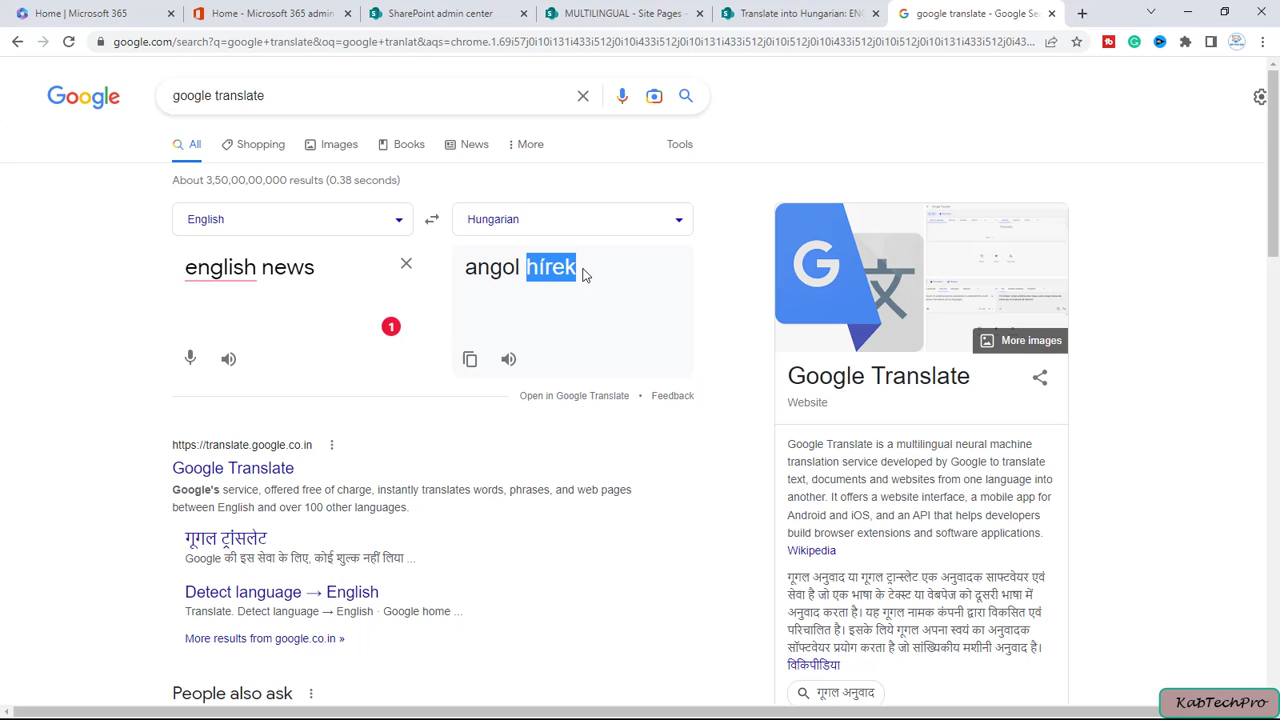 Home | Microsoft 365
Home - Microsoft 365 admin
SharePoint admin center
MULTILINGUAL - Site Pages -
Translate into Hungarian: ENG
google translate - Google Sea
google.com/search?q=google+translate&oq=google+translat&aqs=chrome.1.69i57j0i10i131i433i512j0i10i433i512j0i10i131i433i512j0i10i512j0i10i131i433i512j0i10i512j0i10i433...
Google
google translate
All
Shopping
Images
Books
News
More
Tools
About 3,50,00,00,000 results (0.38 seconds)
English
Hungarian
english news
angol hírek
1
More images
Open in Google Translate
•
Feedback
Google Translate
Website
https://translate.google.co.in
Google Translate
Google's service, offered free of charge, instantly translates words, phrases, and web pages
between English and over 100 other languages.
गूगल ट्रांसलेट
Google की इस सेवा के लिए, कोई शुल्क नहीं लिया ...
Detect language → English
Translate. Detect language → English · Google home ...
More results from google.co.in »
People also ask
Google Translate is a multilingual neural machine
translation service developed by Google to translate
text, documents and websites from one language into
another. It offers a website interface, a mobile app for
Android and iOS, and an API that helps developers
build browser extensions and software applications.
Wikipedia
गूगल अनुवाद या गूगल ट्रान्स्लेट एक अनुवादक साफ्टवेयर एवं
सेवा है जो एक भाषा के टेक्स्ट या वेबपेज को दूसरी भाषा में
अनुवाद करता है। यह गूगल नामक कंपनी द्वारा विकसित एवं
परिचालित है। इसके लिये गूगल अपना स्वयं का अनुवादक
सॉफ्टवेयर प्रयोग करता है जो सांख्यिकीय मशीनी अनुवाद है।
विकिपीडिया
गूगल अनुवाद
KabTechPro